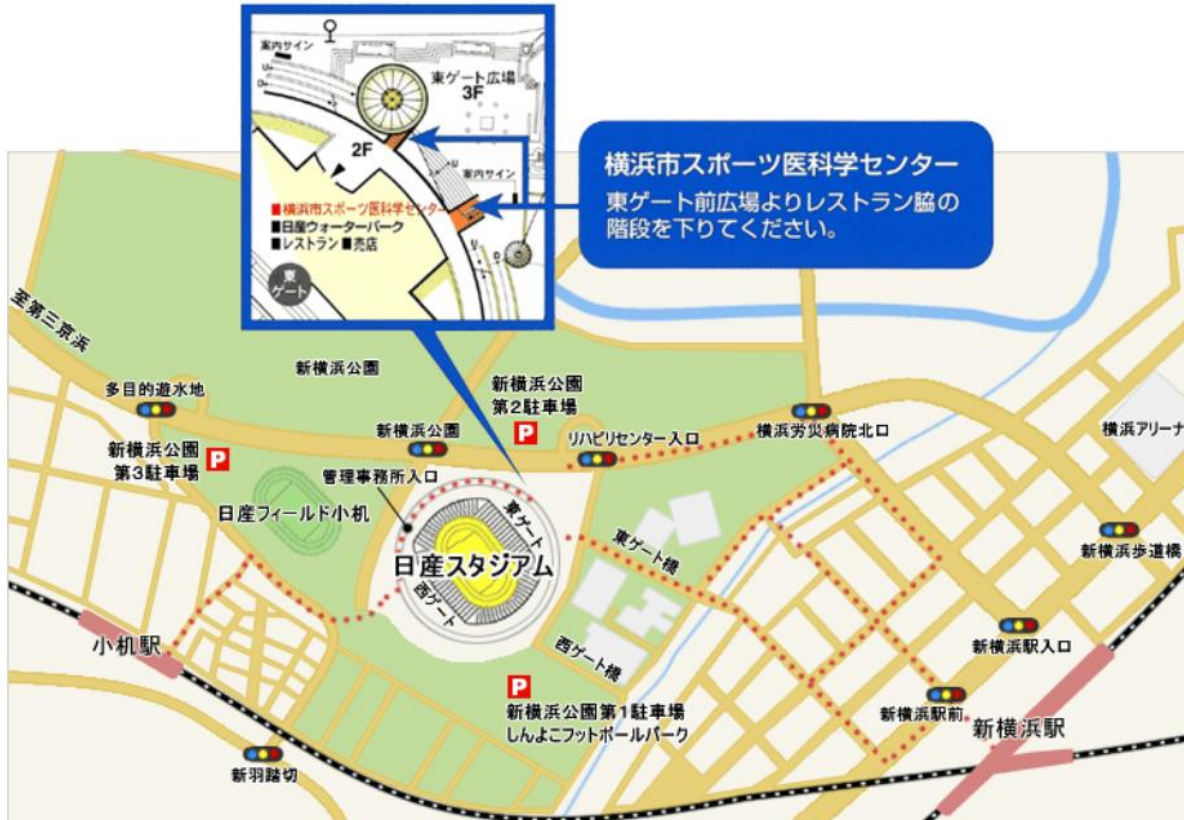 案内サイン
東ゲート広場
3F
2F
U
D
U
案内サイン
■横浜市スポーツ医科学センター
■日産ウォーターパーク
■レストラン ■売店
U
D
東
ゲート
横浜市スポーツ医科学センター
東ゲート前広場よりレストラン脇の
階段を下りてください。
至第三京浜
多目的遊水地
新横浜公園
新横浜公園
第2駐車場
P
新横浜公園
リハビリセンター入口
横浜労災病院北口
横浜アリーナ
新横浜公園
第3駐車場
P
管理事務所入口
日産フィールド小机
東ゲート
日産スタジアム
西ゲート
東ゲート橋
新横浜歩道橋
小机駅
西ゲート橋
新横浜駅入口
P
新横浜公園第1駐車場
しんよこフットボールパーク
新横浜駅前
新横浜駅
新羽踏切